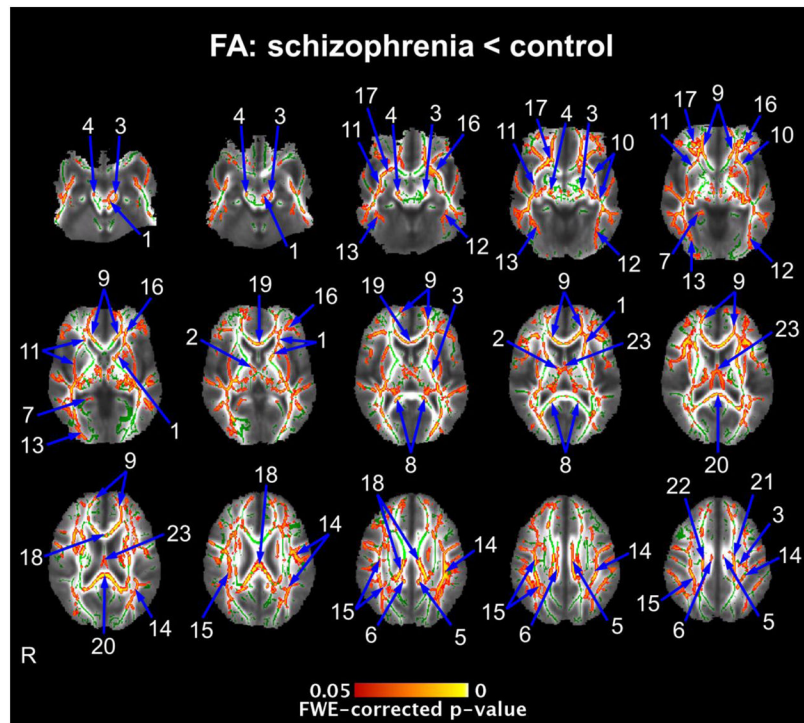 FA: schizophrenia < control
17 9
4 3 4 3 17 4 3 17 4 3 16
11 16 11 10 11 10
1 1 13 12 13 12 7 13 12
9 16 19 16 19 9 3 9 1 9
11 2 1 2 23 23
7
13 1 8 8 20
9 18 18 22 21
18 23 14 14 14 3
14
15 15 15 15
20 14 6 5 6 5 6 5
R
0.05 0
FWE-corrected p-value